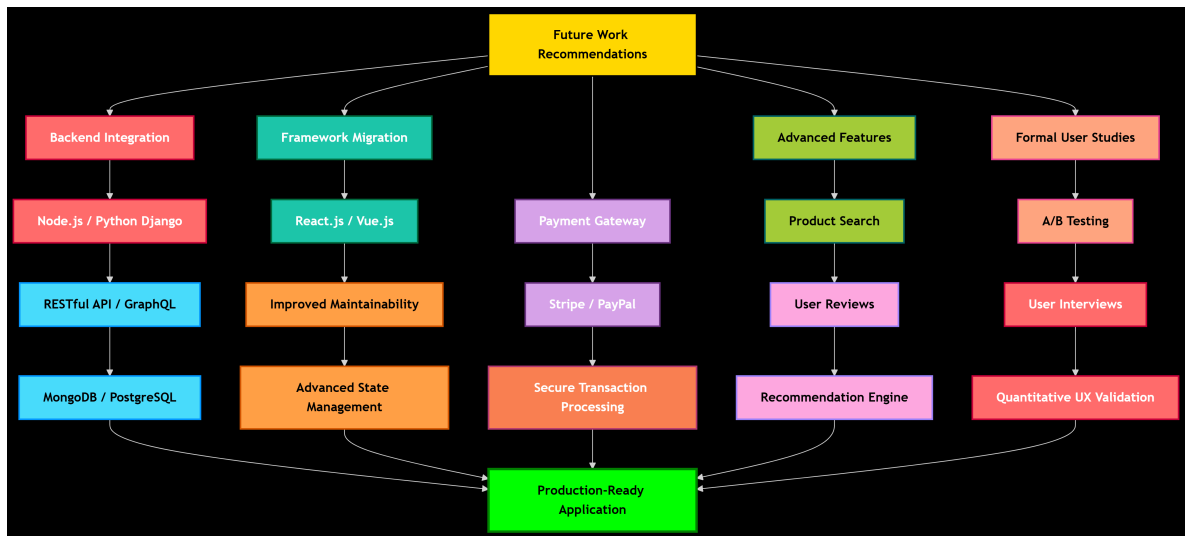 Future Work
Recommendations
Backend Integration
Framework Migration
Advanced Features
Formal User Studies
Node.js / Python Django
React.js / Vue.js
Payment Gateway
Product Search
A/B Testing
RESTful API / GraphQL
Improved Maintainability
Stripe / PayPal
User Reviews
User Interviews
MongoDB / PostgreSQL
Advanced State
Management
Secure Transaction
Processing
Recommendation Engine
Quantitative UX Validation
Production-Ready
Application